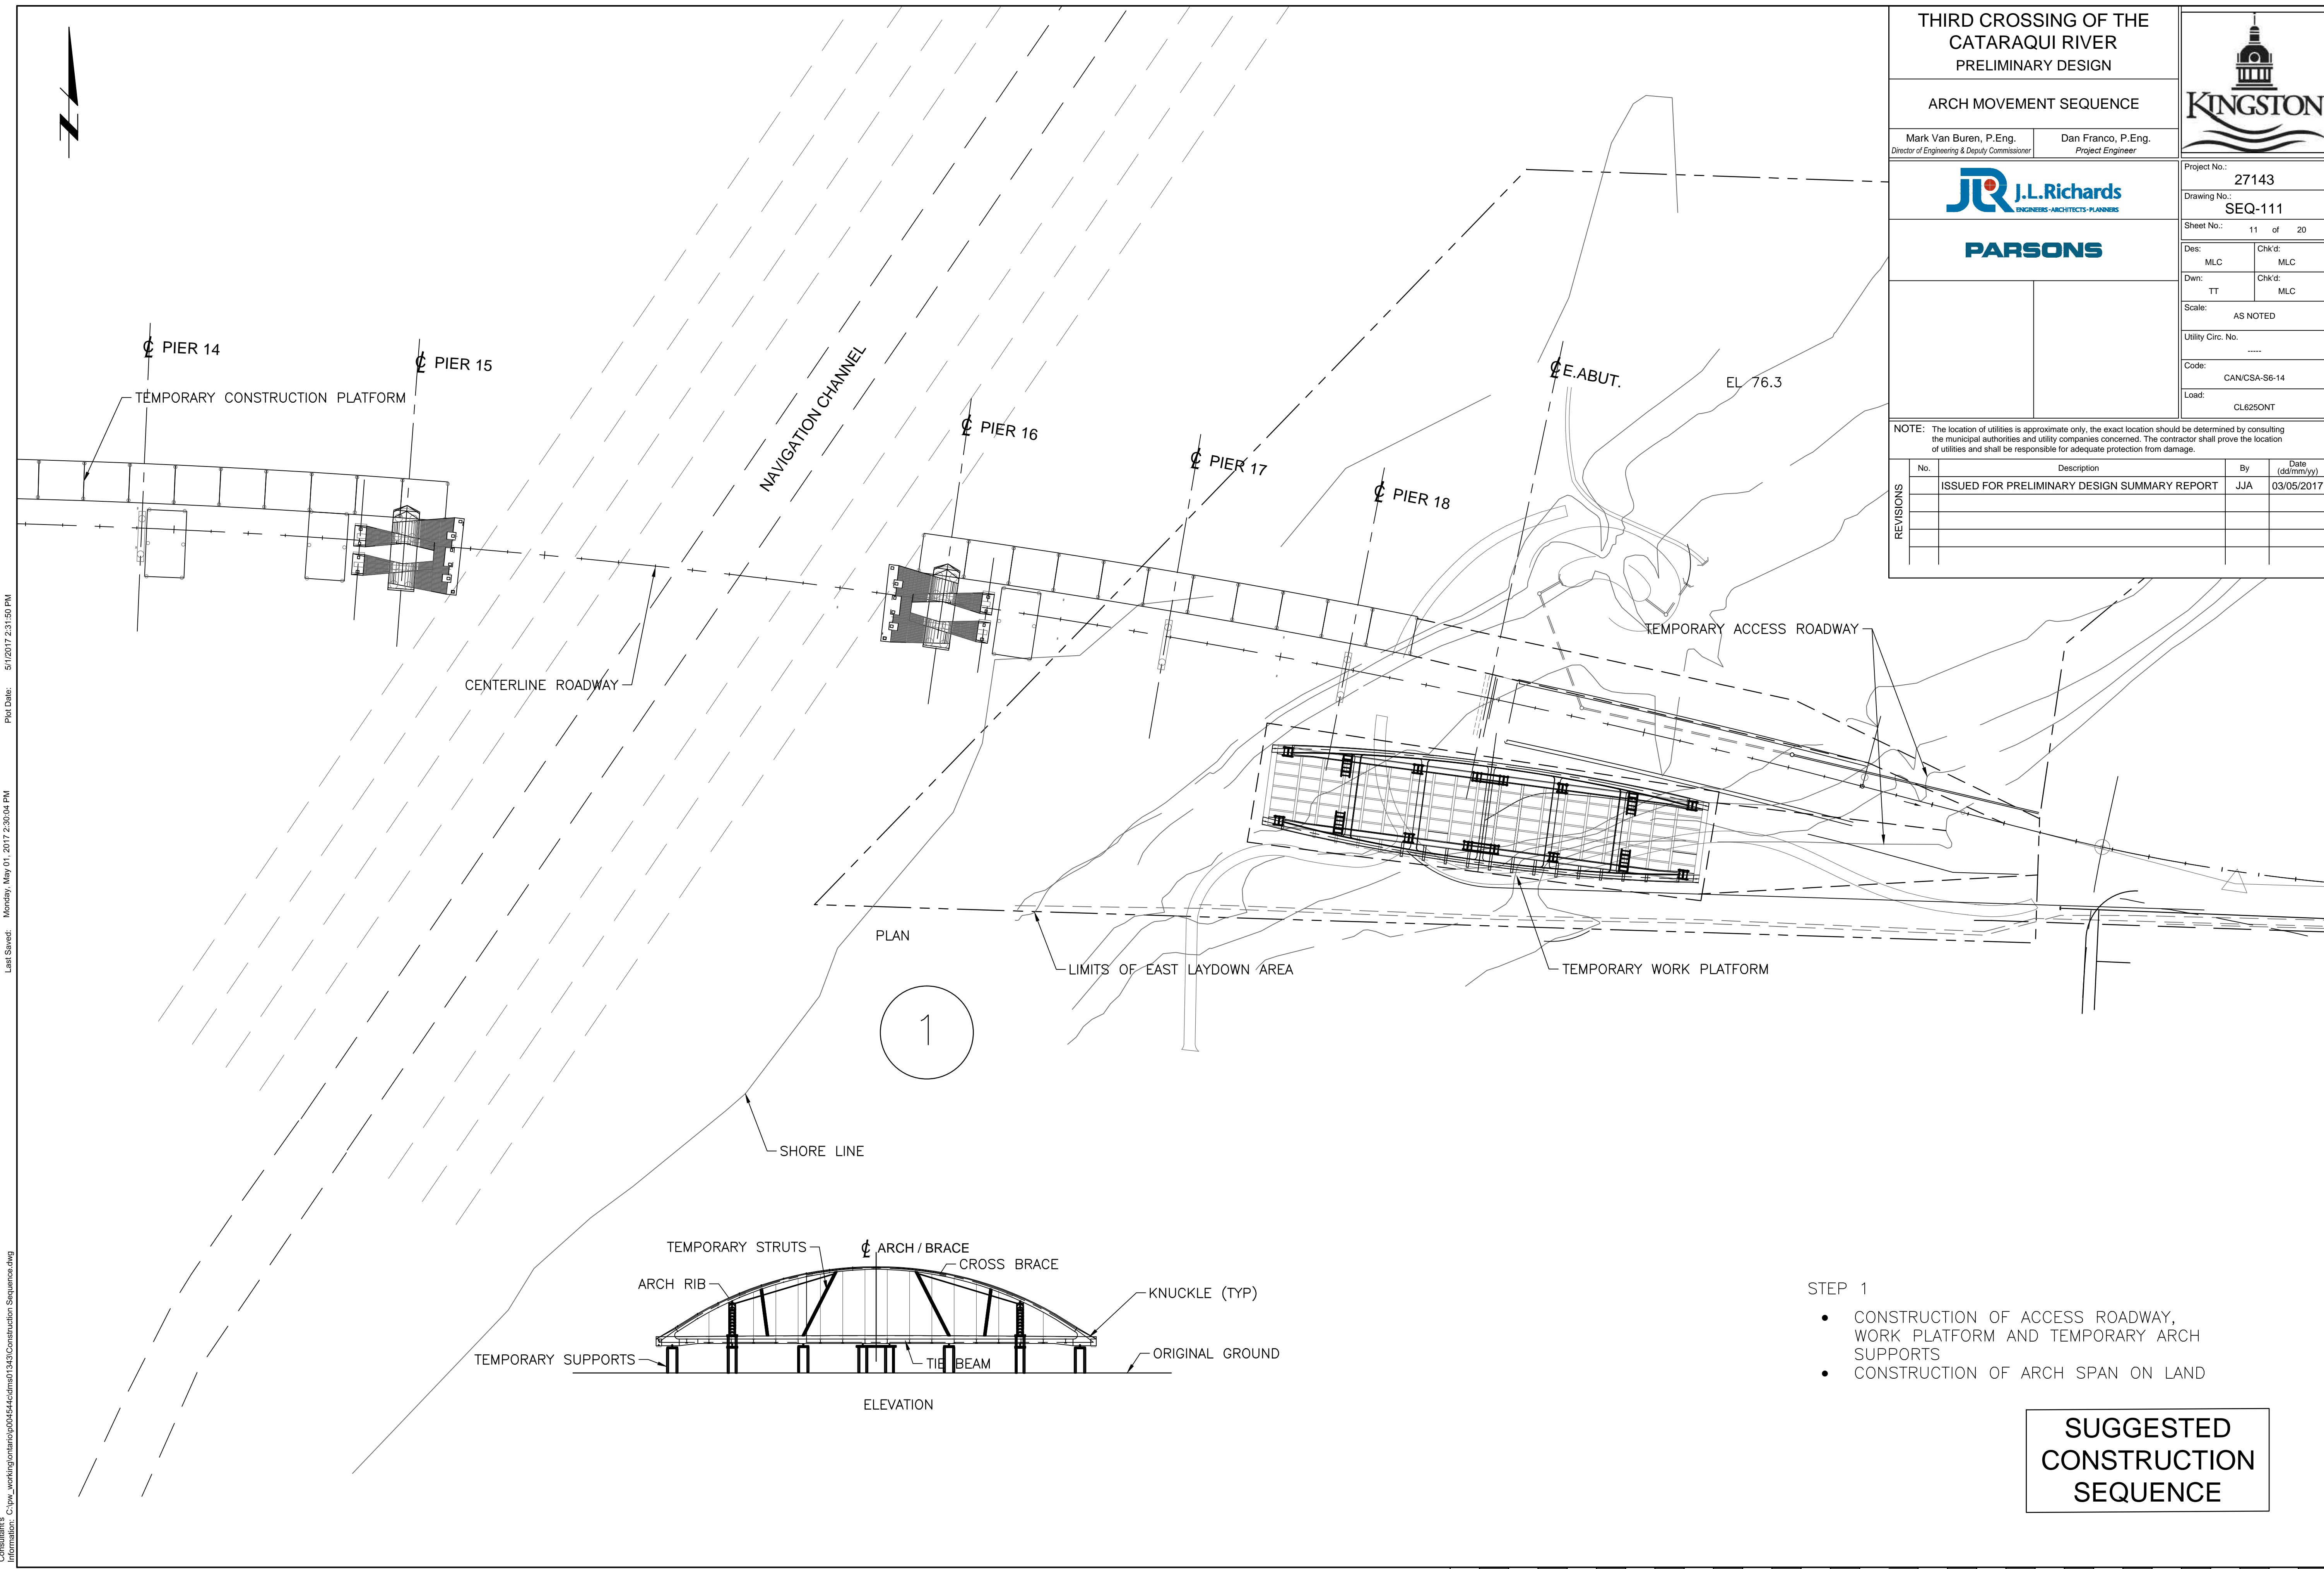 THIRD CROSSING OF THE
CATARAQUI RIVER
PRELIMINARY DESIGN
ARCH MOVEMENT SEQUENCE
Mark Van Buren, P.Eng.
Director of Engineering & Deputy Commissioner
Dan Franco, P.Eng.
Project Engineer
KINGSTON
JLR J.L.Richards
ENGINEERS·ARCHITECTS·PLANNERS
PARSONS
Project No.:
27143
Drawing No.:
SEQ-111
Sheet No.: 11 of 20
Des: Chk'd:
MLC MLC
Dwn: Chk'd:
TT MLC
Scale:
AS NOTED
Utility Circ. No.
-----
Code:
CAN/CSA-S6-14
Load:
CL625ONT
NOTE: The location of utilities is approximate only, the exact location should be determined by consulting
the municipal authorities and utility companies concerned. The contractor shall prove the location
of utilities and shall be responsible for adequate protection from damage.
REVISIONS
No. Description By Date
(dd/mm/yy)
ISSUED FOR PRELIMINARY DESIGN SUMMARY REPORT JJA 03/05/2017
N
℄ PIER 14
℄ PIER 15
TEMPORARY CONSTRUCTION PLATFORM
NAVIGATION CHANNEL
℄ PIER 16
℄ PIER 17
℄ PIER 18
℄ E.ABUT.
EL 76.3
TEMPORARY ACCESS ROADWAY
CENTERLINE ROADWAY
PLAN
LIMITS OF EAST LAYDOWN AREA
TEMPORARY WORK PLATFORM
1
SHORE LINE
TEMPORARY STRUTS
℄ ARCH / BRACE
CROSS BRACE
ARCH RIB
KNUCKLE (TYP)
TEMPORARY SUPPORTS
TIE BEAM
ORIGINAL GROUND
ELEVATION
STEP 1
• CONSTRUCTION OF ACCESS ROADWAY,
WORK PLATFORM AND TEMPORARY ARCH
SUPPORTS
• CONSTRUCTION OF ARCH SPAN ON LAND
SUGGESTED
CONSTRUCTION
SEQUENCE
Plot Date: 5/1/2017 2:31:50 PM
Last Saved: Monday, May 01, 2017 2:30:04 PM
Consultant's
Information: C:\pw_working\ontario\p004544c\dms01343\Construction Sequence.dwg